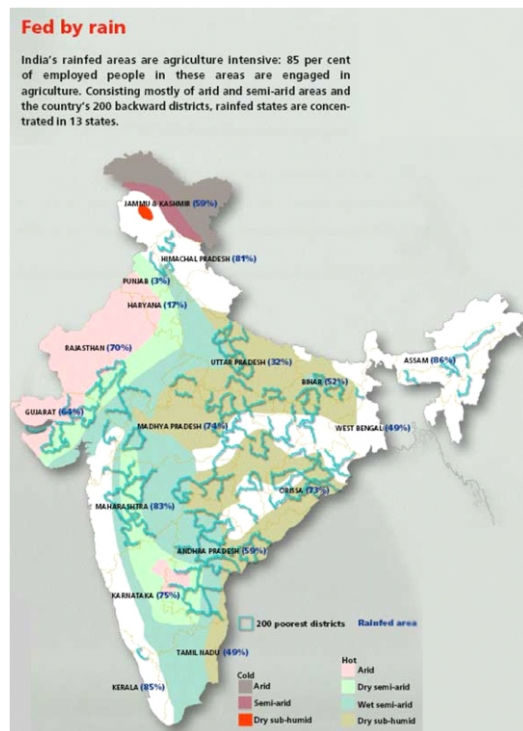 Fed by rain
India's rainfed areas are agriculture intensive: 85 per cent
of employed people in these areas are engaged in
agriculture. Consisting mostly of arid and semi-arid areas and
the country's 200 backward districts, rainfed states are concen-
trated in 13 states.
JAMMU & KASHMIR (59%)
HIMACHAL PRADESH (81%)
PUNJAB (3%)
HARYANA (17%)
RAJASTHAN (70%)
UTTAR PRADESH (32%)
ASSAM (86%)
BIHAR (52%)
GUJARAT (64%)
MADHYA PRADESH (74%)
WEST BENGAL (49%)
ORISSA (73%)
MAHARASHTRA (83%)
ANDHRA PRADESH (59%)
KARNATAKA (75%)
200 poorest districts
Rainfed area
TAMIL NADU (49%)
KERALA (85%)
Cold
Arid
Semi-arid
Dry sub-humid
Hot
Arid
Dry semi-arid
Wet semi-arid
Dry sub-humid